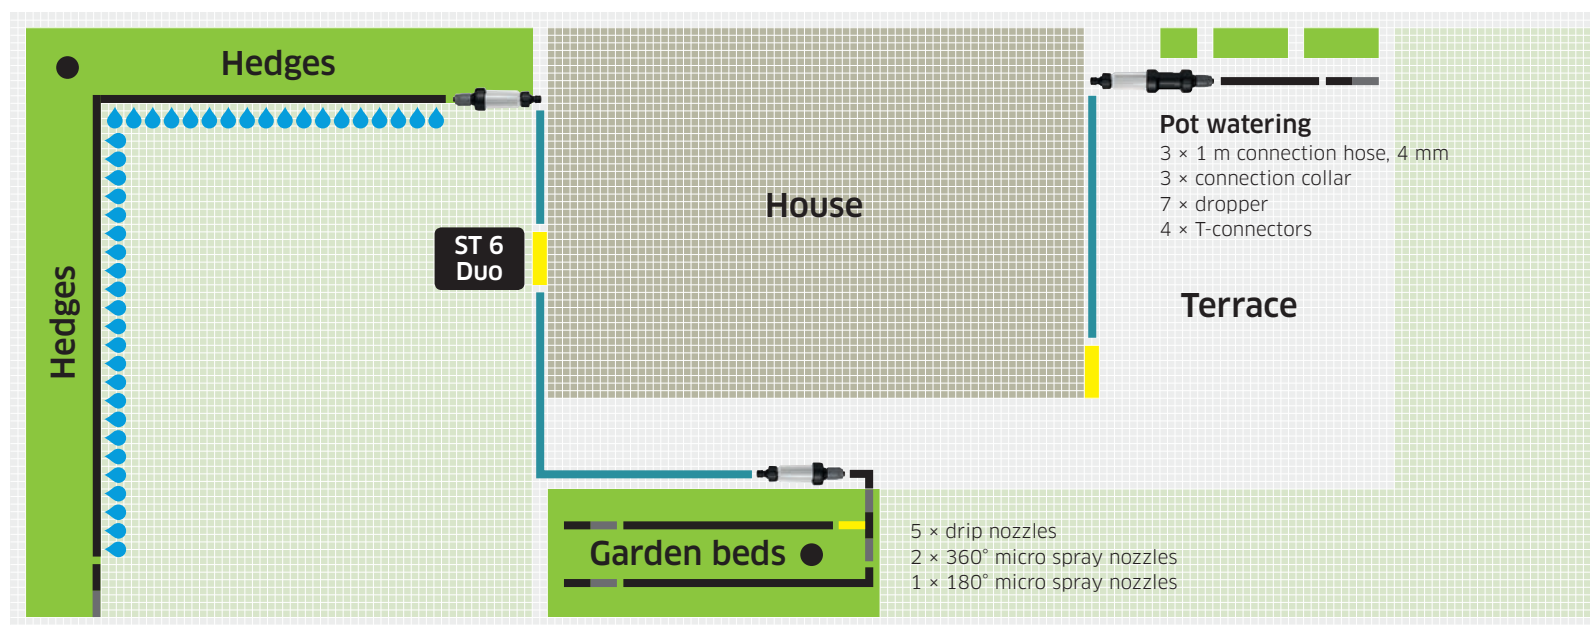 Hedges
Hedges
ST 6
Duo
House
Pot watering
3 × 1 m connection hose, 4 mm
3 × connection collar
7 × dropper
4 × T-connectors
Terrace
Garden beds
5 × drip nozzles
2 × 360° micro spray nozzles
1 × 180° micro spray nozzles